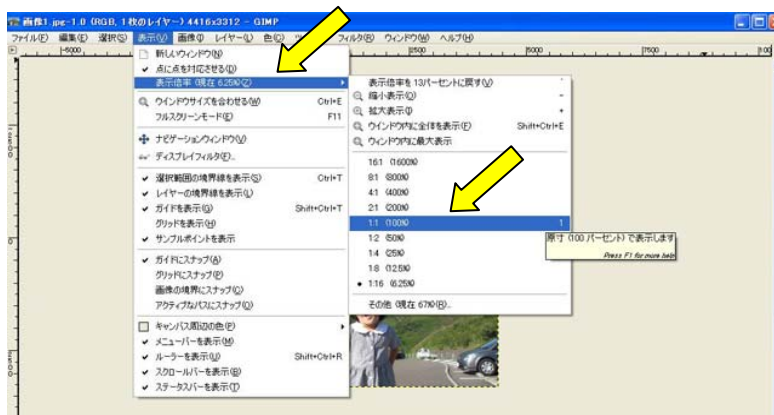 画像1.jpg-1.0 (RGB, 1枚のレイヤー) 4416x3312 - GIMP
ファイル(F) 編集(E) 選択(S) 表示(V) 画像(I) レイヤー(L) 色(C) フィルタ(R) ウィンドウ(W) ヘルプ(H)
新しいウィンドウ(N)
点に点を対応させる(D)
表示倍率 (現在 6.25%)(Z)
ウインドウサイズを合わせる(W) Ctrl+E
フルスクリーンモード(F) F11
ナビゲーションウィンドウ(V)
ディスプレイフィルタ(F)...
選択範囲の境界線を表示(S) Ctrl+T
レイヤーの境界線を表示(L)
ガイドを表示(G) Shift+Ctrl+T
グリッドを表示(H)
サンプルポイントを表示
ガイドにスナップ(A)
グリッドにスナップ(P)
画像の境界にスナップ(C)
アクティブなパスにスナップ(C)
キャンバス周辺の色(P)
メニューバーを表示(M)
ルーラーを表示(U) Shift+Ctrl+R
スクロールバーを表示(B)
ステータスバーを表示(T)
表示倍率を 13パーセントに戻す(V) `
縮小表示(O) -
拡大表示(I) +
ウィンドウ内に全体を表示(F) Shift+Ctrl+E
ウィンドウ内に最大表示
16:1 (1600%)
8:1 (800%)
4:1 (400%)
2:1 (200%)
1:1 (100%) 1
1:2 (50%)
1:4 (25%)
1:8 (12.5%)
1:16 (6.25%)
その他 (現在 67%)(R)...
原寸 (100 パーセント) で表示します
Press F1 for more help